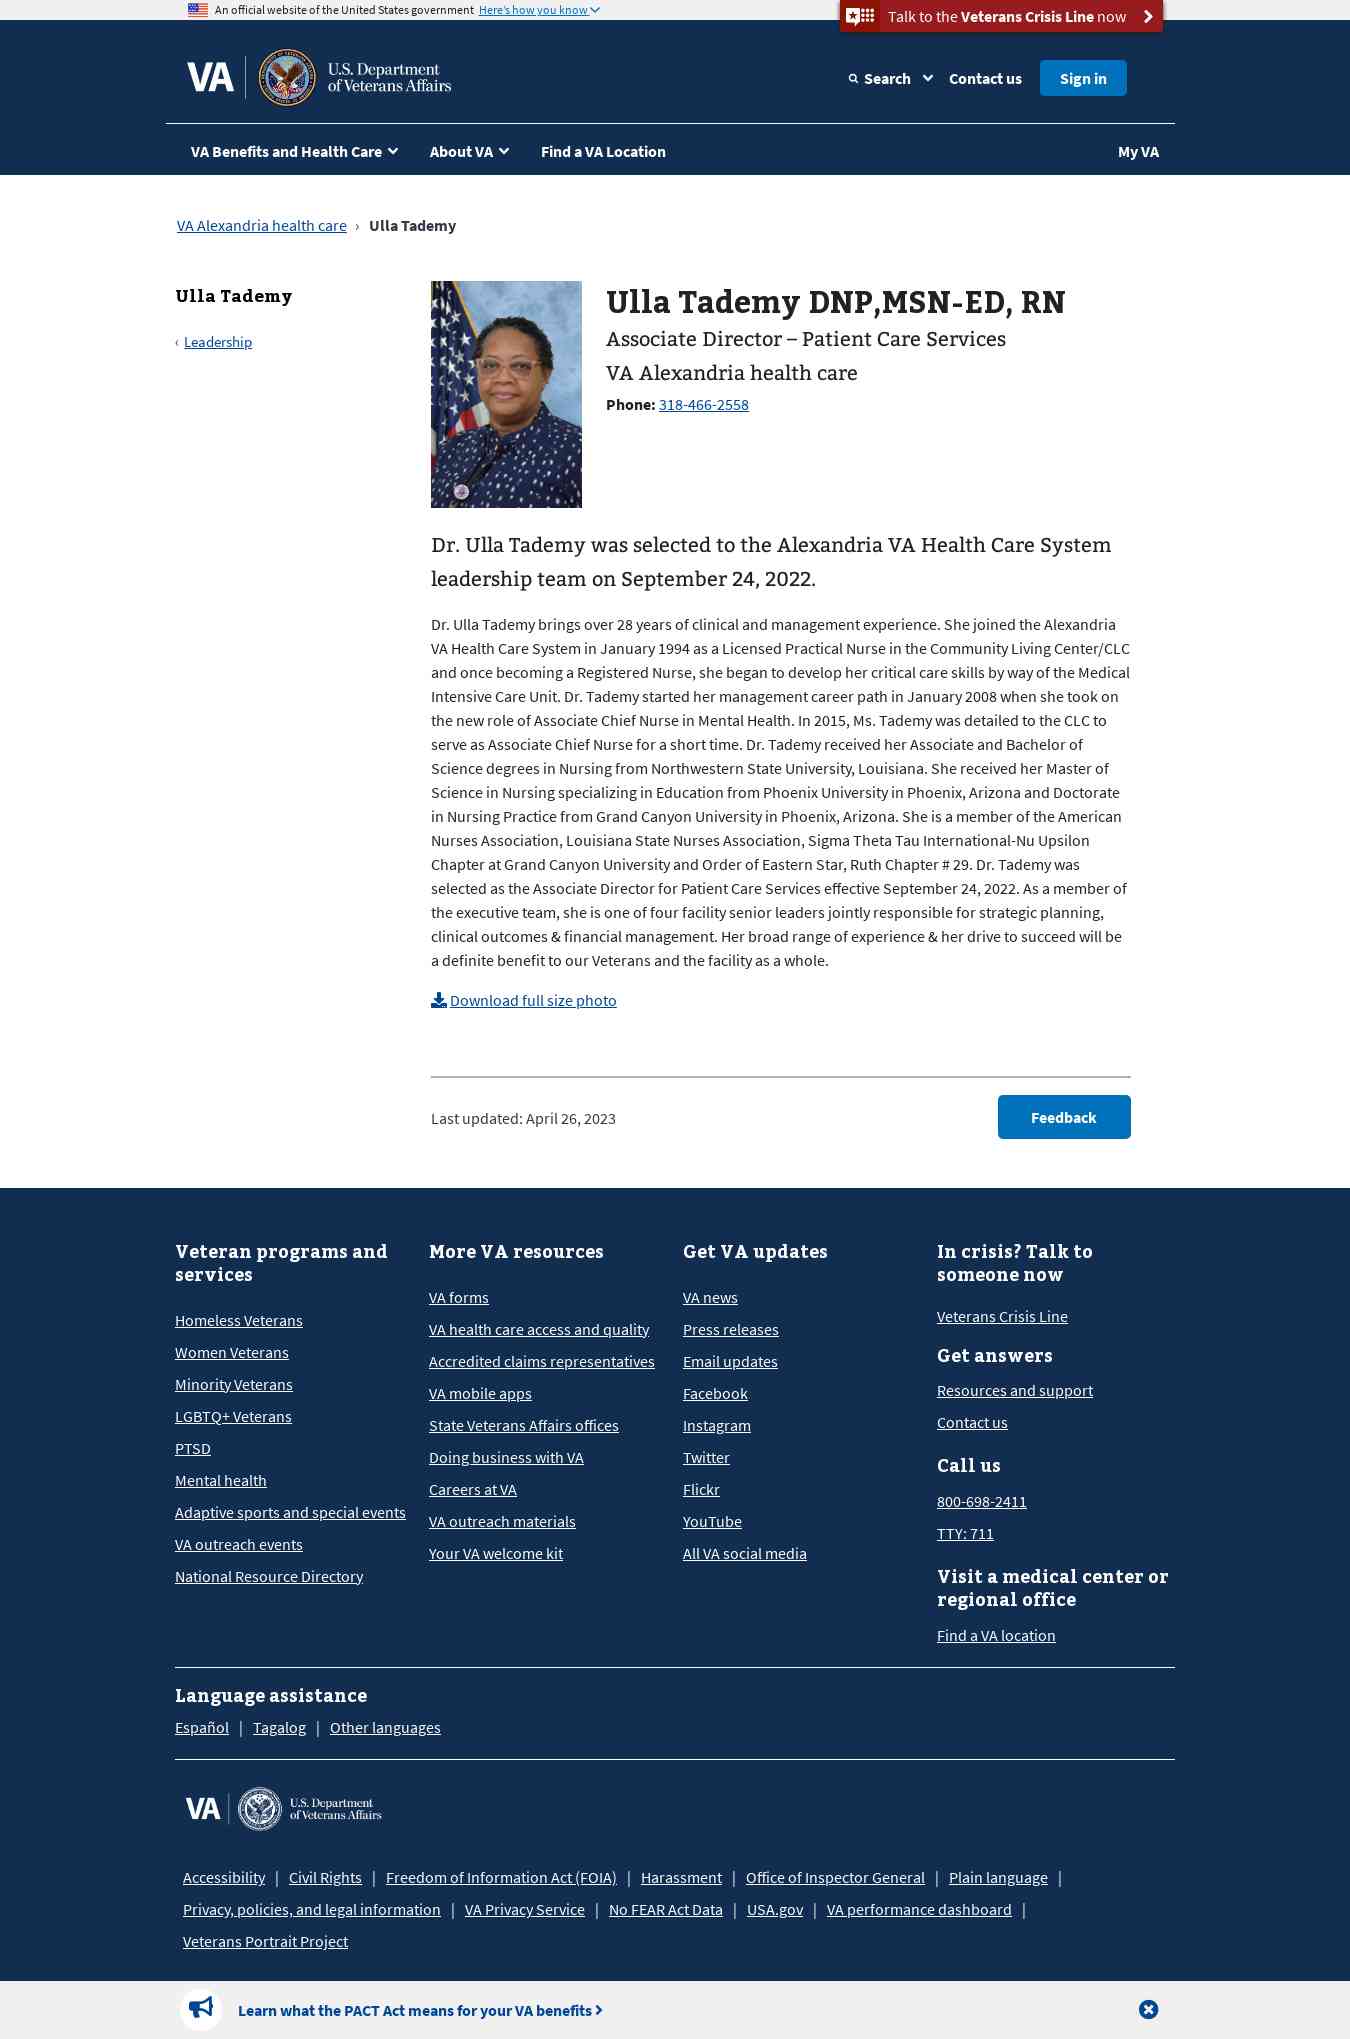 An official website of the United States government Here's how you know
Talk to the Veterans Crisis Line now
VA
U.S. Department
of Veterans Affairs
Search
Contact us
Sign in
VA Benefits and Health Care
About VA
Find a VA Location
My VA
VA Alexandria health care › Ulla Tademy
Ulla Tademy
‹ Leadership
Ulla Tademy DNP,MSN-ED, RN
Associate Director – Patient Care Services
VA Alexandria health care
Phone: 318-466-2558
Dr. Ulla Tademy was selected to the Alexandria VA Health Care System
leadership team on September 24, 2022.
Dr. Ulla Tademy brings over 28 years of clinical and management experience. She joined the Alexandria
VA Health Care System in January 1994 as a Licensed Practical Nurse in the Community Living Center/CLC
and once becoming a Registered Nurse, she began to develop her critical care skills by way of the Medical
Intensive Care Unit. Dr. Tademy started her management career path in January 2008 when she took on
the new role of Associate Chief Nurse in Mental Health. In 2015, Ms. Tademy was detailed to the CLC to
serve as Associate Chief Nurse for a short time. Dr. Tademy received her Associate and Bachelor of
Science degrees in Nursing from Northwestern State University, Louisiana. She received her Master of
Science in Nursing specializing in Education from Phoenix University in Phoenix, Arizona and Doctorate
in Nursing Practice from Grand Canyon University in Phoenix, Arizona. She is a member of the American
Nurses Association, Louisiana State Nurses Association, Sigma Theta Tau International-Nu Upsilon
Chapter at Grand Canyon University and Order of Eastern Star, Ruth Chapter # 29. Dr. Tademy was
selected as the Associate Director for Patient Care Services effective September 24, 2022. As a member of
the executive team, she is one of four facility senior leaders jointly responsible for strategic planning,
clinical outcomes & financial management. Her broad range of experience & her drive to succeed will be
a definite benefit to our Veterans and the facility as a whole.
Download full size photo
Last updated: April 26, 2023
Feedback
Veteran programs and
services
Homeless Veterans
Women Veterans
Minority Veterans
LGBTQ+ Veterans
PTSD
Mental health
Adaptive sports and special events
VA outreach events
National Resource Directory
More VA resources
VA forms
VA health care access and quality
Accredited claims representatives
VA mobile apps
State Veterans Affairs offices
Doing business with VA
Careers at VA
VA outreach materials
Your VA welcome kit
Get VA updates
VA news
Press releases
Email updates
Facebook
Instagram
Twitter
Flickr
YouTube
All VA social media
In crisis? Talk to
someone now
Veterans Crisis Line
Get answers
Resources and support
Contact us
Call us
800-698-2411
TTY: 711
Visit a medical center or
regional office
Find a VA location
Language assistance
Español | Tagalog | Other languages
VA
U.S. Department
of Veterans Affairs
Accessibility | Civil Rights | Freedom of Information Act (FOIA) | Harassment | Office of Inspector General | Plain language |
Privacy, policies, and legal information | VA Privacy Service | No FEAR Act Data | USA.gov | VA performance dashboard |
Veterans Portrait Project
Learn what the PACT Act means for your VA benefits